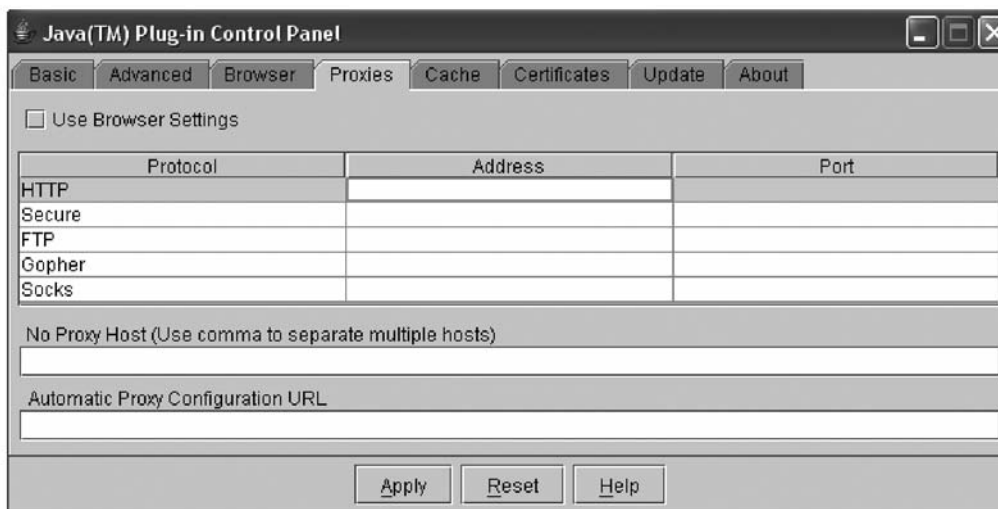 Java(TM) Plug-in Control Panel
Basic Advanced Browser Proxies Cache Certificates Update About
Use Browser Settings
Protocol Address Port
HTTP
Secure
FTP
Gopher
Socks
No Proxy Host (Use comma to separate multiple hosts)
Automatic Proxy Configuration URL
Apply Reset Help